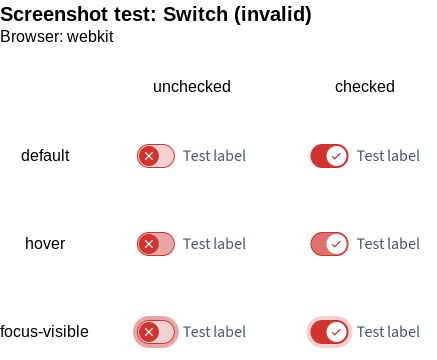 Screenshot test: Switch (invalid)
Browser: webkit
unchecked checked
default Test label Test label
hover Test label Test label
focus-visible Test label Test label